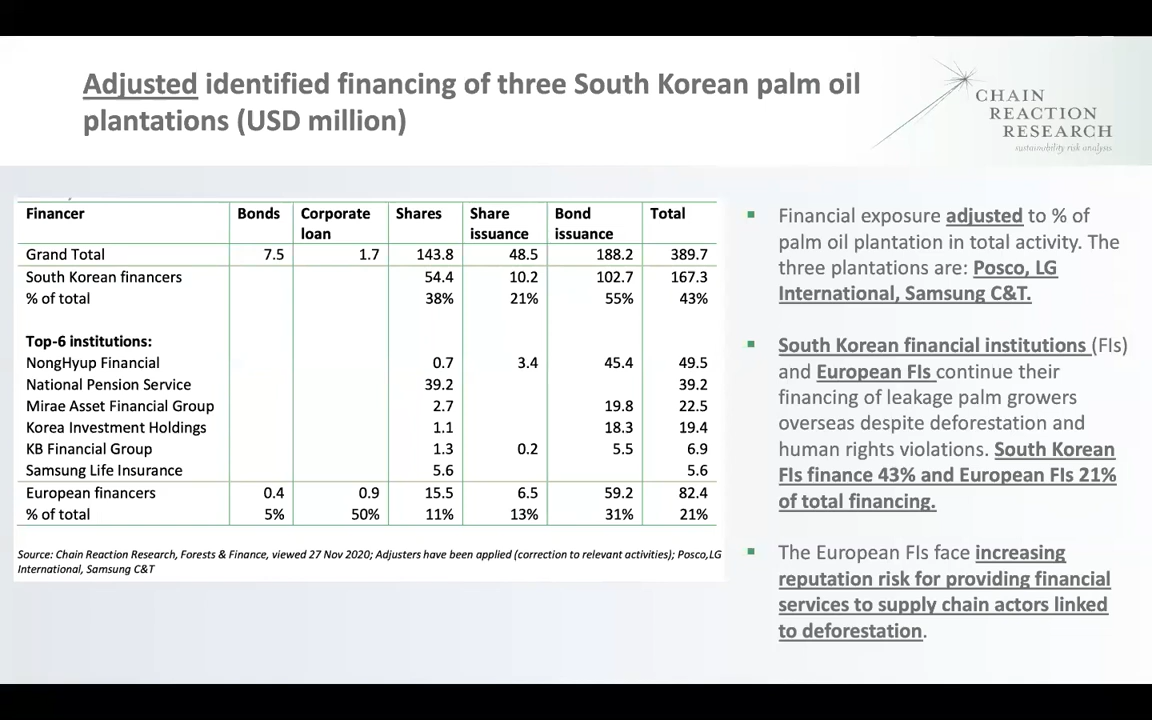 Adjusted identified financing of three South Korean palm oil
plantations (USD million)
CHAIN
REACTION
RESEARCH
sustainability risk analysis
Financer Bonds Corporate loan Shares Share issuance Bond issuance Total
Grand Total 7.5 1.7 143.8 48.5 188.2 389.7
South Korean financers 54.4 10.2 102.7 167.3
% of total 38% 21% 55% 43%
Top-6 institutions:
NongHyup Financial 0.7 3.4 45.4 49.5
National Pension Service 39.2 39.2
Mirae Asset Financial Group 2.7 19.8 22.5
Korea Investment Holdings 1.1 18.3 19.4
KB Financial Group 1.3 0.2 5.5 6.9
Samsung Life Insurance 5.6 5.6
European financers 0.4 0.9 15.5 6.5 59.2 82.4
% of total 5% 50% 11% 13% 31% 21%
Source: Chain Reaction Research, Forests & Finance, viewed 27 Nov 2020; Adjusters have been applied (correction to relevant activities); Posco,LG
International, Samsung C&T
▪ Financial exposure adjusted to % of
palm oil plantation in total activity. The
three plantations are: Posco, LG
International, Samsung C&T.
▪ South Korean financial institutions (FIs)
and European FIs continue their
financing of leakage palm growers
overseas despite deforestation and
human rights violations. South Korean
FIs finance 43% and European FIs 21%
of total financing.
▪ The European FIs face increasing
reputation risk for providing financial
services to supply chain actors linked
to deforestation.